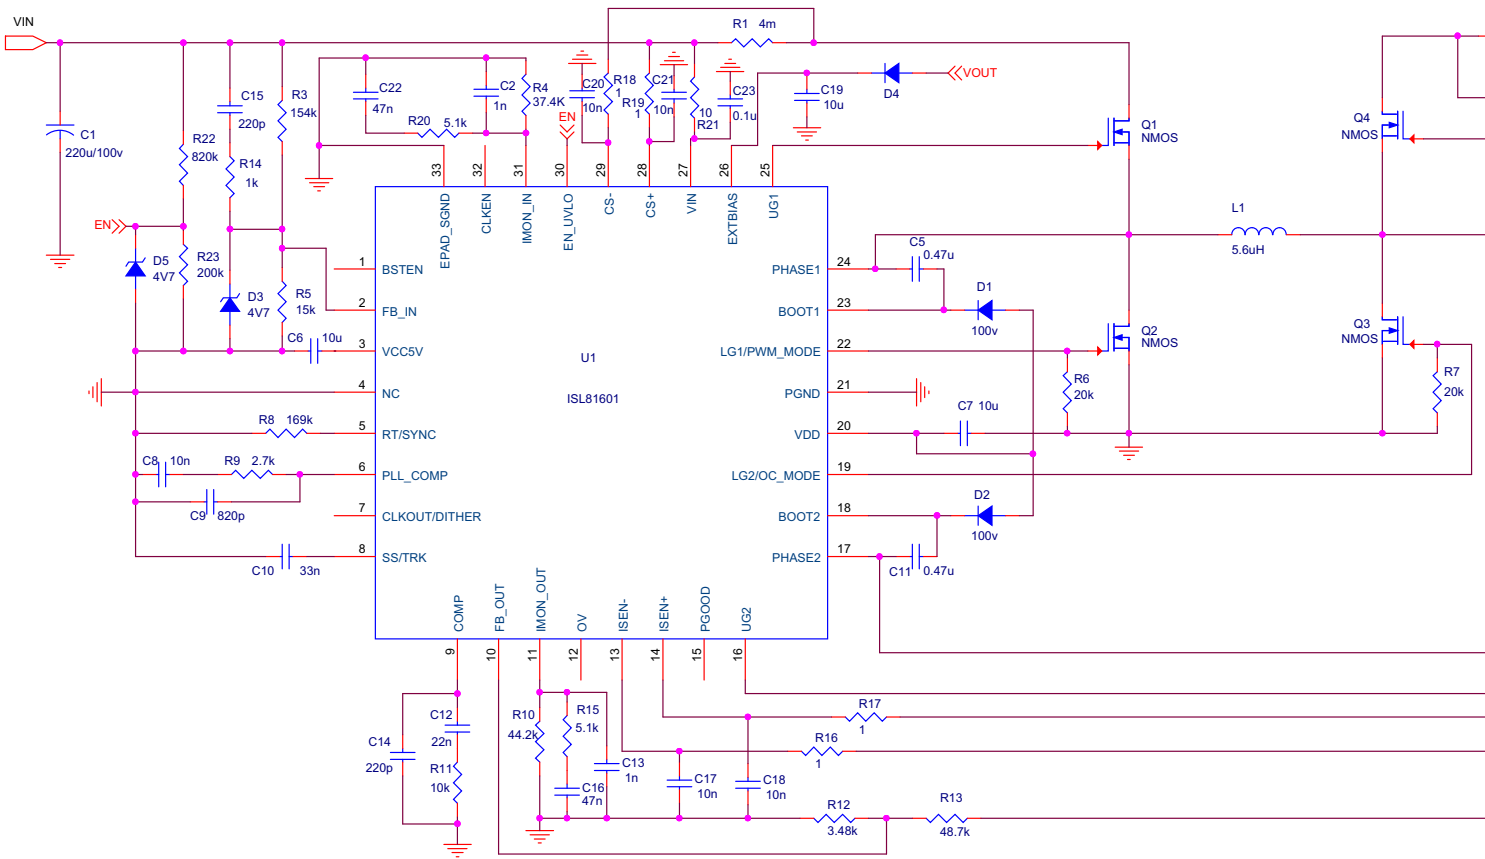 VIN
R1 4m
C22
47n
C2
1n
R4
37.4K
R20 5.1k
EN
C20
10n
R18
1
R19
1
C21
10n
10
R21
C23
0.1u
C19
10u
D4
VOUT
C15
220p
R3
154k
C1
220u/100v
R22
820k
R14
1k
Q1
NMOS
Q4
NMOS
33
32
31
30
29
28
27
26
25
EPAD_SGND
CLKEN
IMON_IN
EN_UVLO
CS-
CS+
VIN
EXTBIAS
UG1
EN
D5
4V7
R23
200k
D3
4V7
R5
15k
C6 10u
L1
5.6uH
1
BSTEN
2
FB_IN
3
VCC5V
4
NC
5
RT/SYNC
6
PLL_COMP
7
CLKOUT/DITHER
8
SS/TRK
U1
ISL81601
PHASE1
24
BOOT1
23
LG1/PWM_MODE
22
PGND
21
VDD
20
LG2/OC_MODE
19
BOOT2
18
PHASE2
17
C5
0.47u
D1
100v
Q2
NMOS
Q3
NMOS
R6
20k
R7
20k
C7 10u
D2
100v
C11 0.47u
R8 169k
C8 10n
R9 2.7k
C9 820p
C10 33n
COMP
FB_OUT
IMON_OUT
OV
ISEN-
ISEN+
PGOOD
UG2
9
10
11
12
13
14
15
16
C12
22n
C14
220p
R11
10k
R10
44.2k
R15
5.1k
C13
1n
C16
47n
C17
10n
C18
10n
R17
1
R16
1
R12
3.48k
R13
48.7k